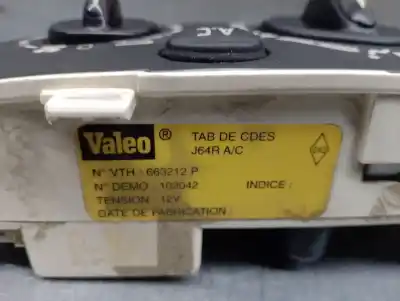 A.C
Valeo ®
TAB DE CDES
J64R A/C
N° VTH : 663212 P
N° DEMO : 102042 INDICE :
TENSION : 12V
DATE DE FABRICATION :